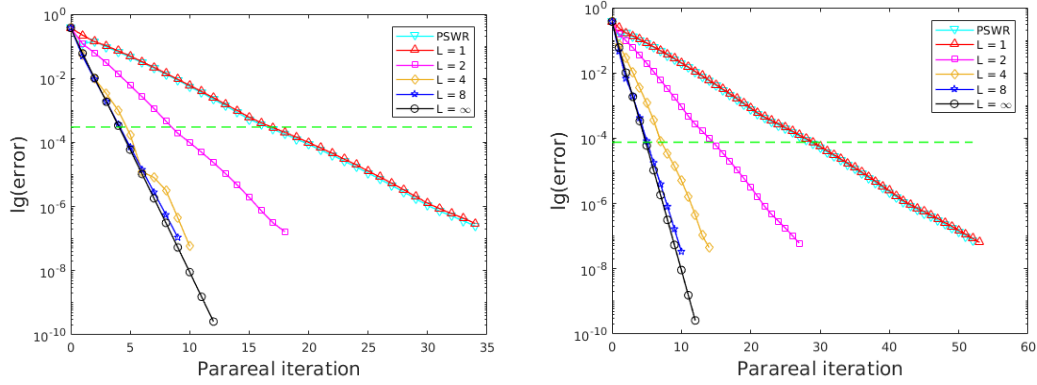 10^0
10^-2
10^-4
10^-6
10^-8
10^-10
lg(error)
0 5 10 15 20 25 30 35
Parareal iteration
PSWR
L = 1
L = 2
L = 4
L = 8
L = ∞
10^0
10^-2
10^-4
10^-6
10^-8
10^-10
lg(error)
0 10 20 30 40 50 60
Parareal iteration
PSWR
L = 1
L = 2
L = 4
L = 8
L = ∞